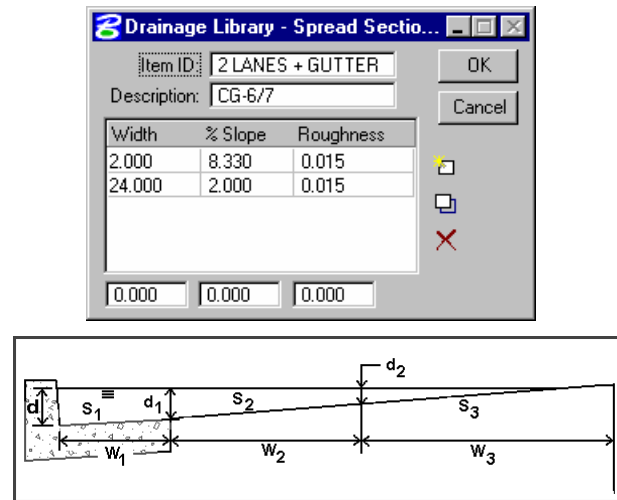 Drainage Library - Spread Sectio...
Item ID: 2 LANES + GUTTER
OK
Description: CG-6/7
Cancel
Width % Slope Roughness
2.000 8.330 0.015
24.000 2.000 0.015
0.000 0.000 0.000
d₂
d S₁ d₁ S₂ S₃
W₁ W₂ W₃